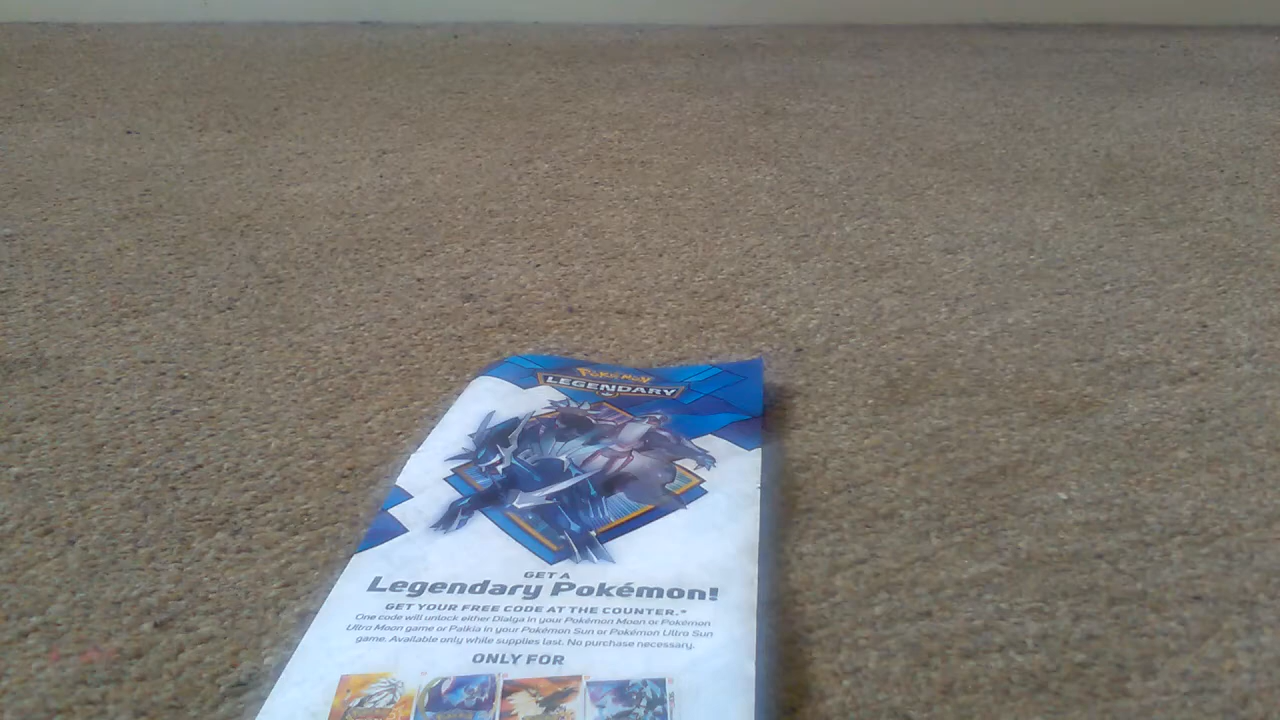 POKÉMON
LEGENDARY
GET A
Legendary Pokémon!
GET YOUR FREE CODE AT THE COUNTER.*
One code will unlock either Dialga in your Pokémon Moon or Pokémon
Ultra Moon game or Palkia in your Pokémon Sun or Pokémon Ultra Sun
game. Available only while supplies last. No purchase necessary.
ONLY FOR